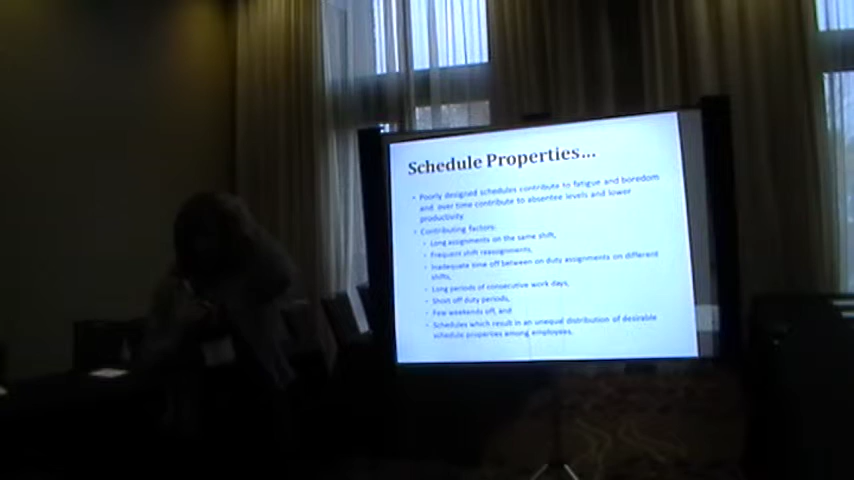 Schedule Properties...
• Poorly designed schedules contribute to fatigue and boredom
and over time contribute to absentee levels and lower
productivity.
• Contributing factors:
• Long assignments on the same shift,
• Frequent shift reassignments,
• Inadequate time off between on duty assignments on different
shifts,
• Long periods of consecutive work days,
• Short off duty periods,
• Few weekends off, and
• Schedules which result in an unequal distribution of desirable
schedule properties among employees.